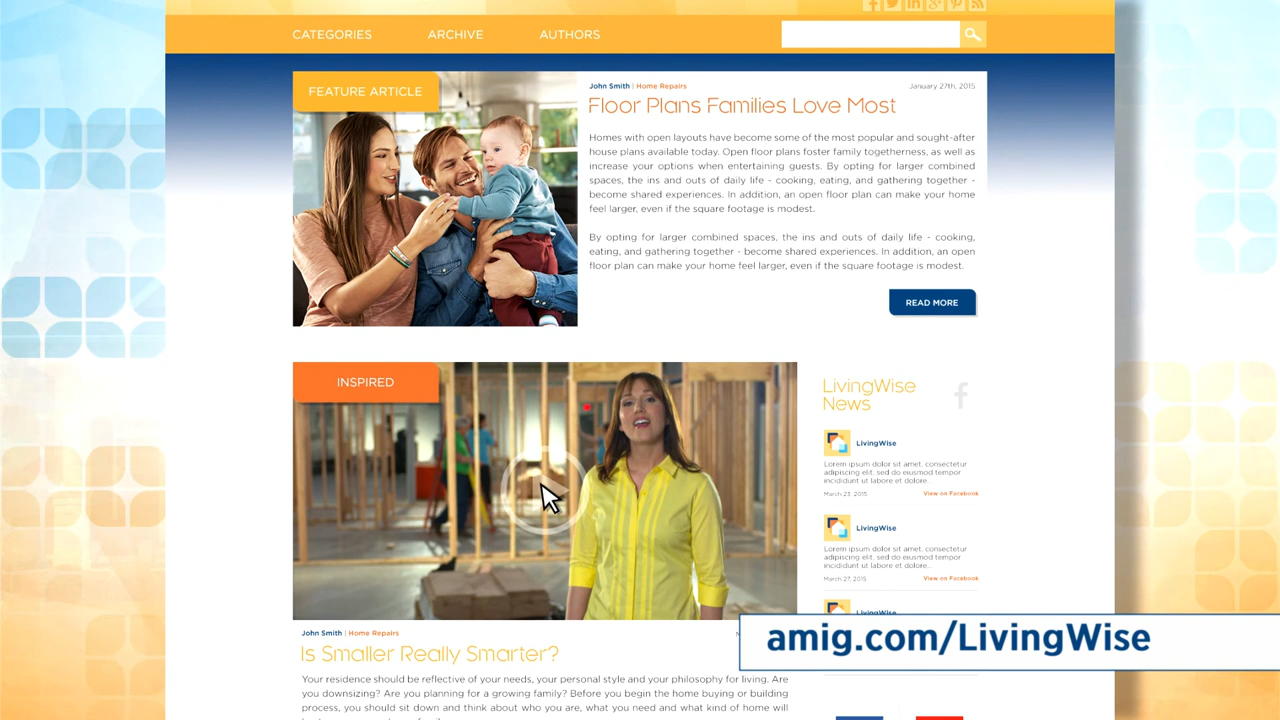 CATEGORIES ARCHIVE AUTHORS
FEATURE ARTICLE
John Smith | Home Repairs January 27th, 2015
Floor Plans Families Love Most
Homes with open layouts have become some of the most popular and sought-after
house plans available today. Open floor plans foster family togetherness, as well as
increase your options when entertaining guests. By opting for larger combined
spaces, the ins and outs of daily life - cooking, eating, and gathering together -
become shared experiences. In addition, an open floor plan can make your home
feel larger, even if the square footage is modest.
By opting for larger combined spaces, the ins and outs of daily life - cooking,
eating, and gathering together - become shared experiences. In addition, an open
floor plan can make your home feel larger, even if the square footage is modest.
READ MORE
INSPIRED
John Smith | Home Repairs
Is Smaller Really Smarter?
Your residence should be reflective of your needs, your personal style and your philosophy for living. Are
you downsizing? Are you planning for a growing family? Before you begin the home buying or building
process, you should sit down and think about who you are, what you need and what kind of home will
LivingWise
News
LivingWise
Lorem ipsum dolor sit amet, consectetur
adipiscing elit, sed do eiusmod tempor
incididunt ut labore et dolore...
March 23, 2015 View on Facebook
LivingWise
Lorem ipsum dolor sit amet, consectetur
adipiscing elit, sed do eiusmod tempor
incididunt ut labore et dolore...
March 27, 2015 View on Facebook
LivingWise
amig.com/LivingWise